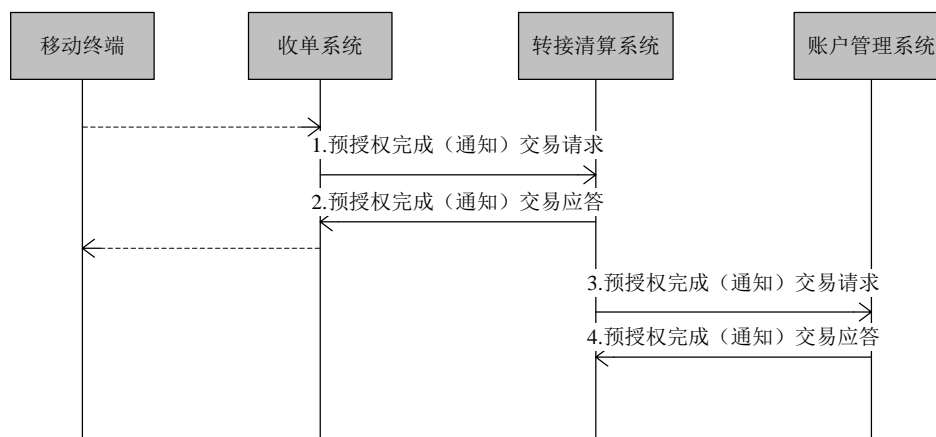 移动终端
收单系统
转接清算系统
账户管理系统
1.预授权完成（通知）交易请求
2.预授权完成（通知）交易应答
3.预授权完成（通知）交易请求
4.预授权完成（通知）交易应答